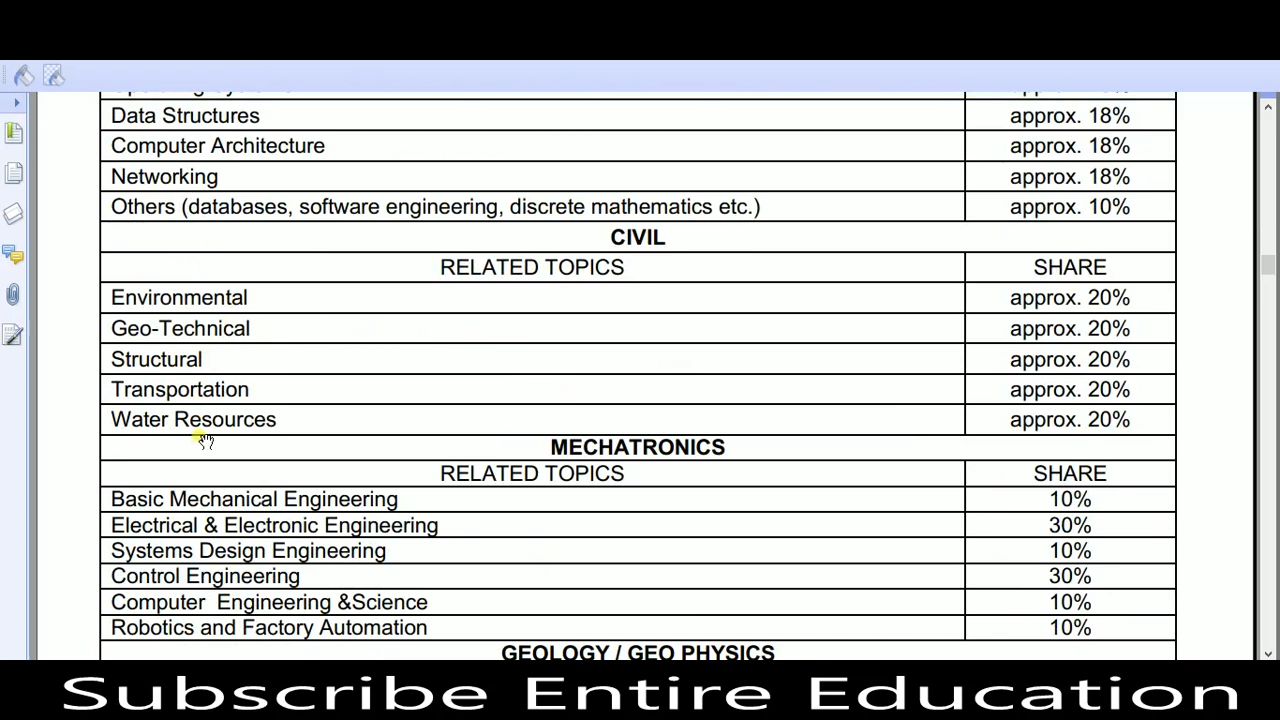 Data Structures approx. 18%
Computer Architecture approx. 18%
Networking approx. 18%
Others (databases, software engineering, discrete mathematics etc.) approx. 10%
CIVIL
RELATED TOPICS SHARE
Environmental approx. 20%
Geo-Technical approx. 20%
Structural approx. 20%
Transportation approx. 20%
Water Resources approx. 20%
MECHATRONICS
RELATED TOPICS SHARE
Basic Mechanical Engineering 10%
Electrical & Electronic Engineering 30%
Systems Design Engineering 10%
Control Engineering 30%
Computer Engineering &Science 10%
Robotics and Factory Automation 10%
GEOLOGY / GEO PHYSICS
Subscribe Entire Education